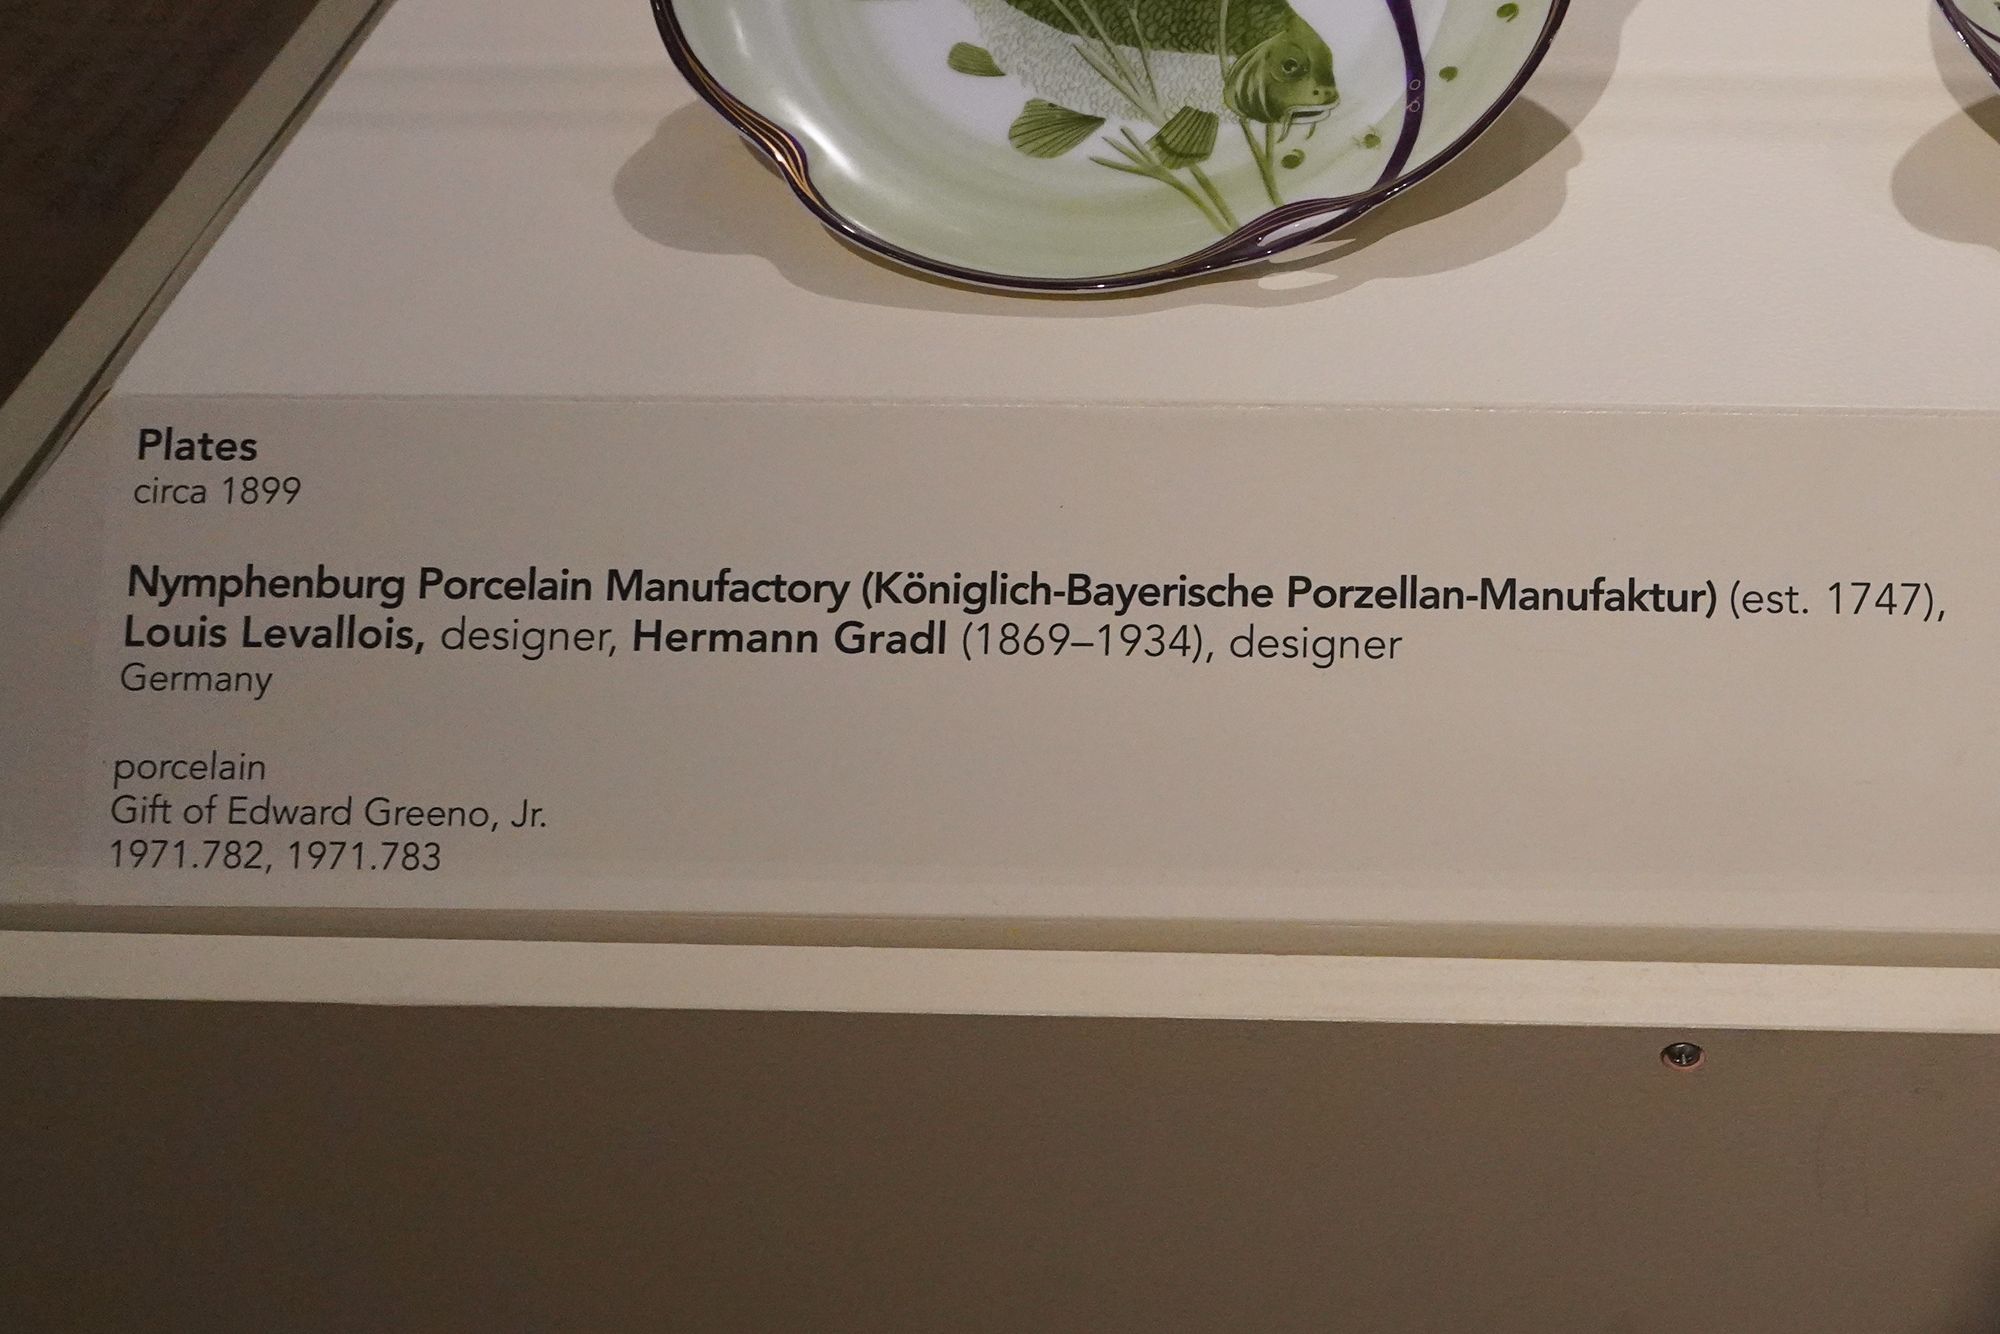 Plates
circa 1899
Nymphenburg Porcelain Manufactory (Königlich-Bayerische Porzellan-Manufaktur) (est. 1747),
Louis Levallois, designer, Hermann Gradl (1869–1934), designer
Germany
porcelain
Gift of Edward Greeno, Jr.
1971.782, 1971.783